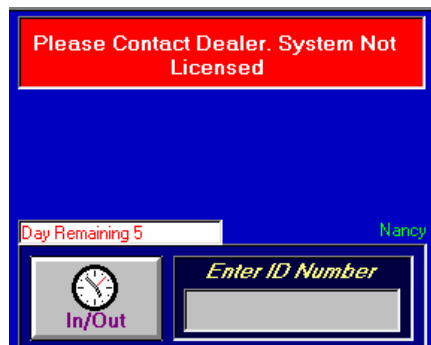 Please Contact Dealer. System Not
Licensed
Day Remaining 5
Nancy
Enter ID Number
In/Out